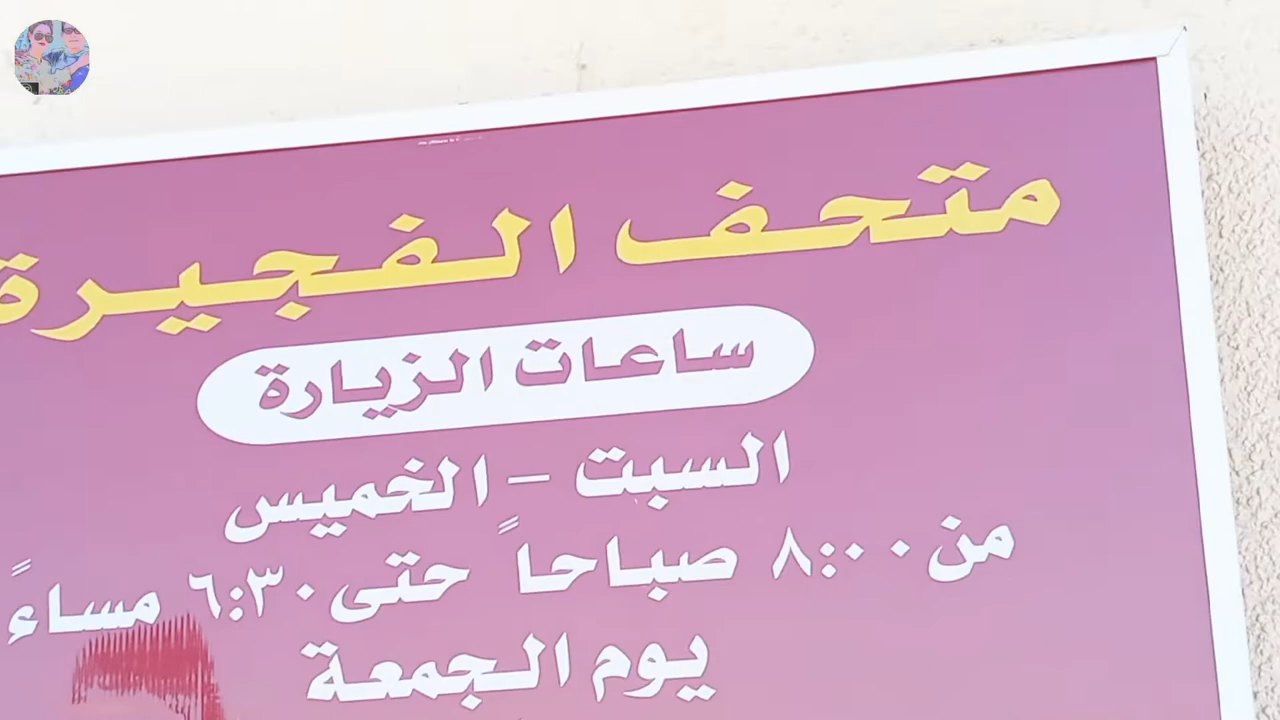 متحف الفجيرة
ساعات الزيارة
السبت - الخميس
من ٨:٠٠ صباحاً حتى ٦:٣٠ مساءً
يوم الجمعة